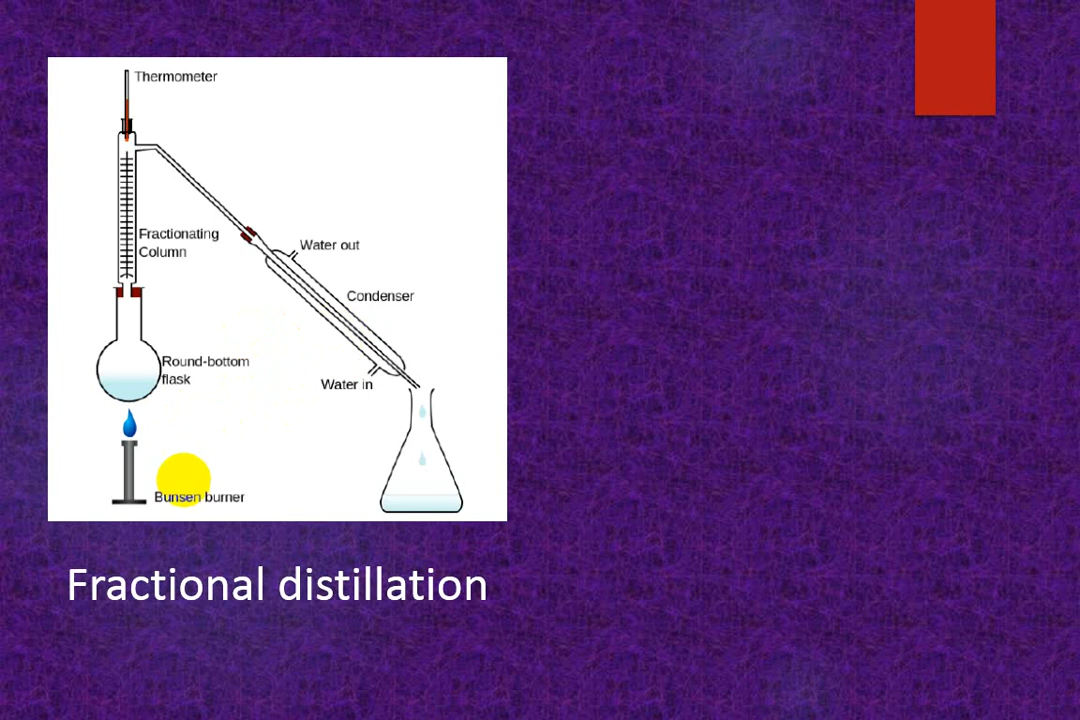 Thermometer
Fractionating
Column
Water out
Condenser
Round-bottom
flask
Water in
Bunsen burner
Fractional distillation